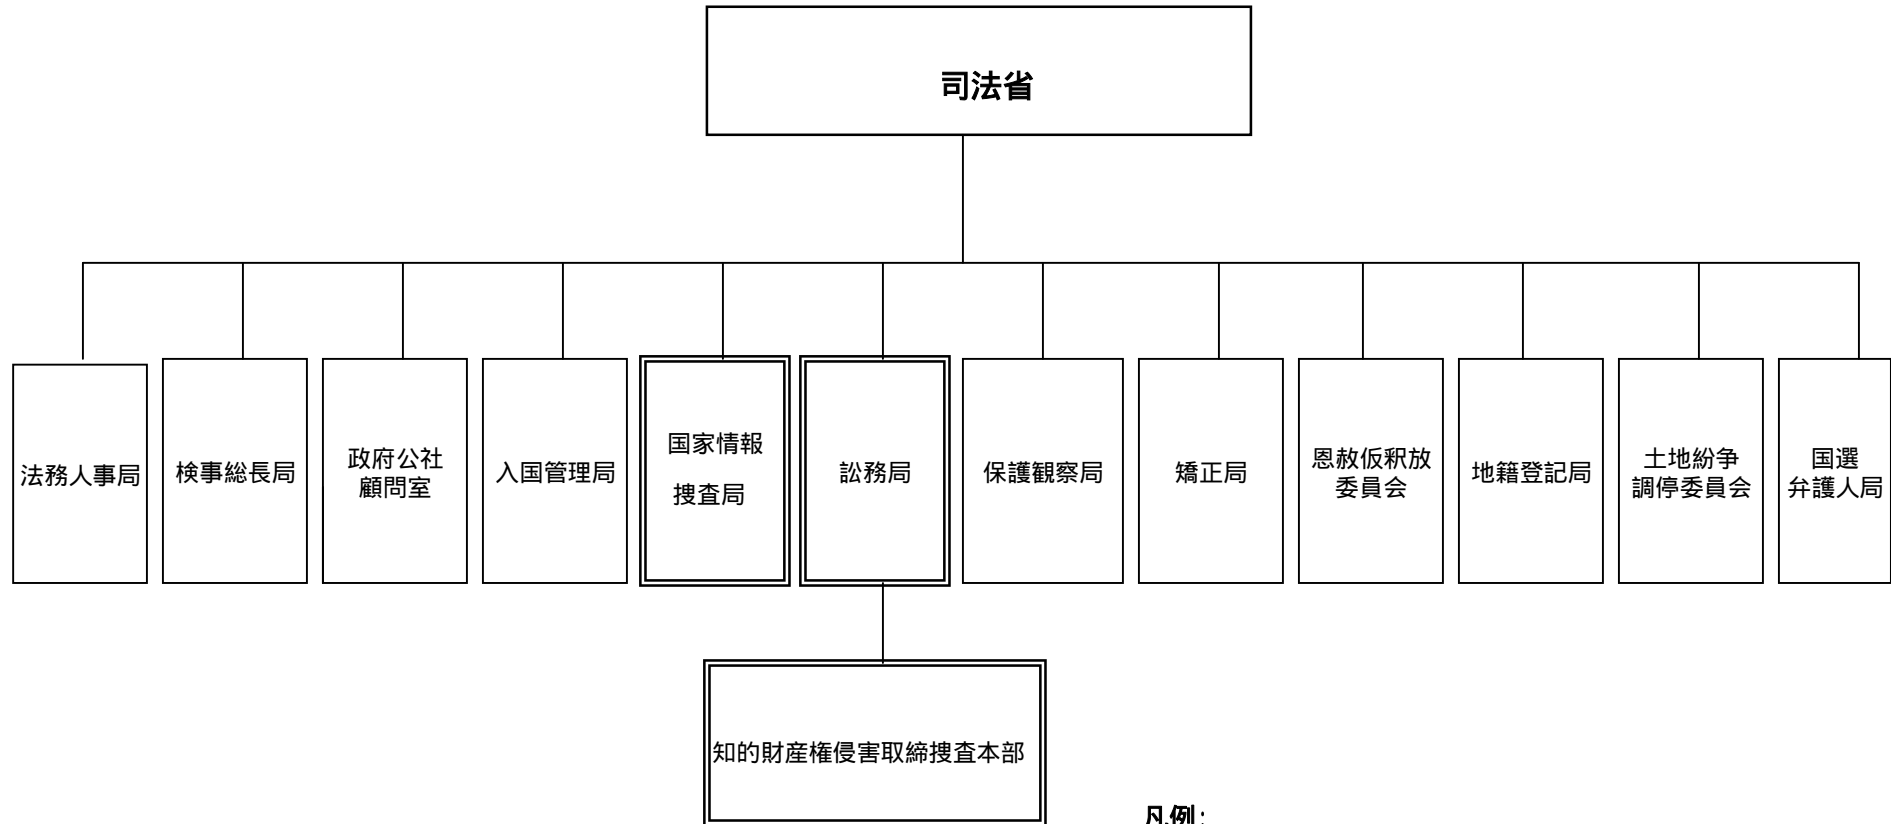 司法省
法務人事局
検事総長局
政府公社
顧問室
入国管理局
国家情報
捜査局
訟務局
保護観察局
矯正局
恩赦仮釈放
委員会
地籍登記局
土地紛争
調停委員会
国選
弁護人局
知的財産権侵害取締捜査本部
凡例: